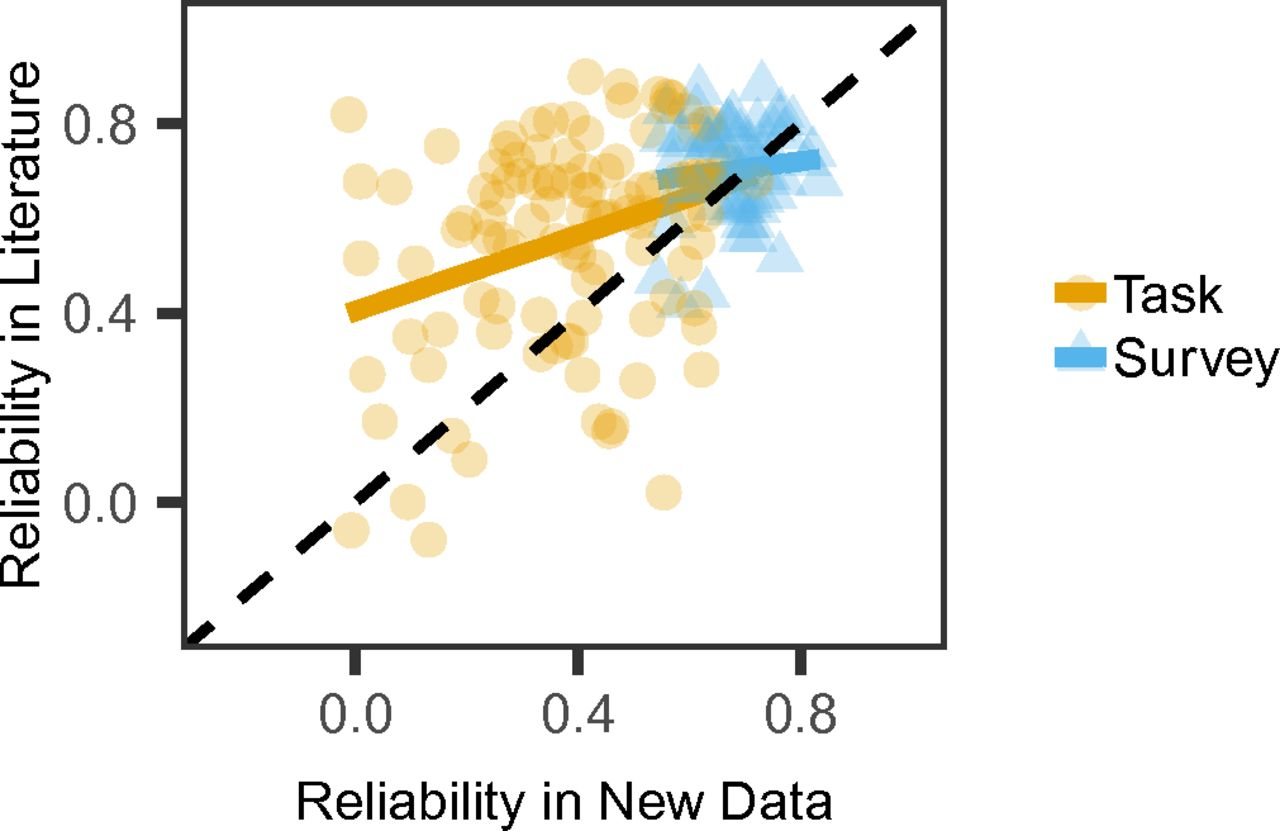 Reliability in Literature
0.8
0.4
0.0
0.0 0.4 0.8
Reliability in New Data
Task
Survey